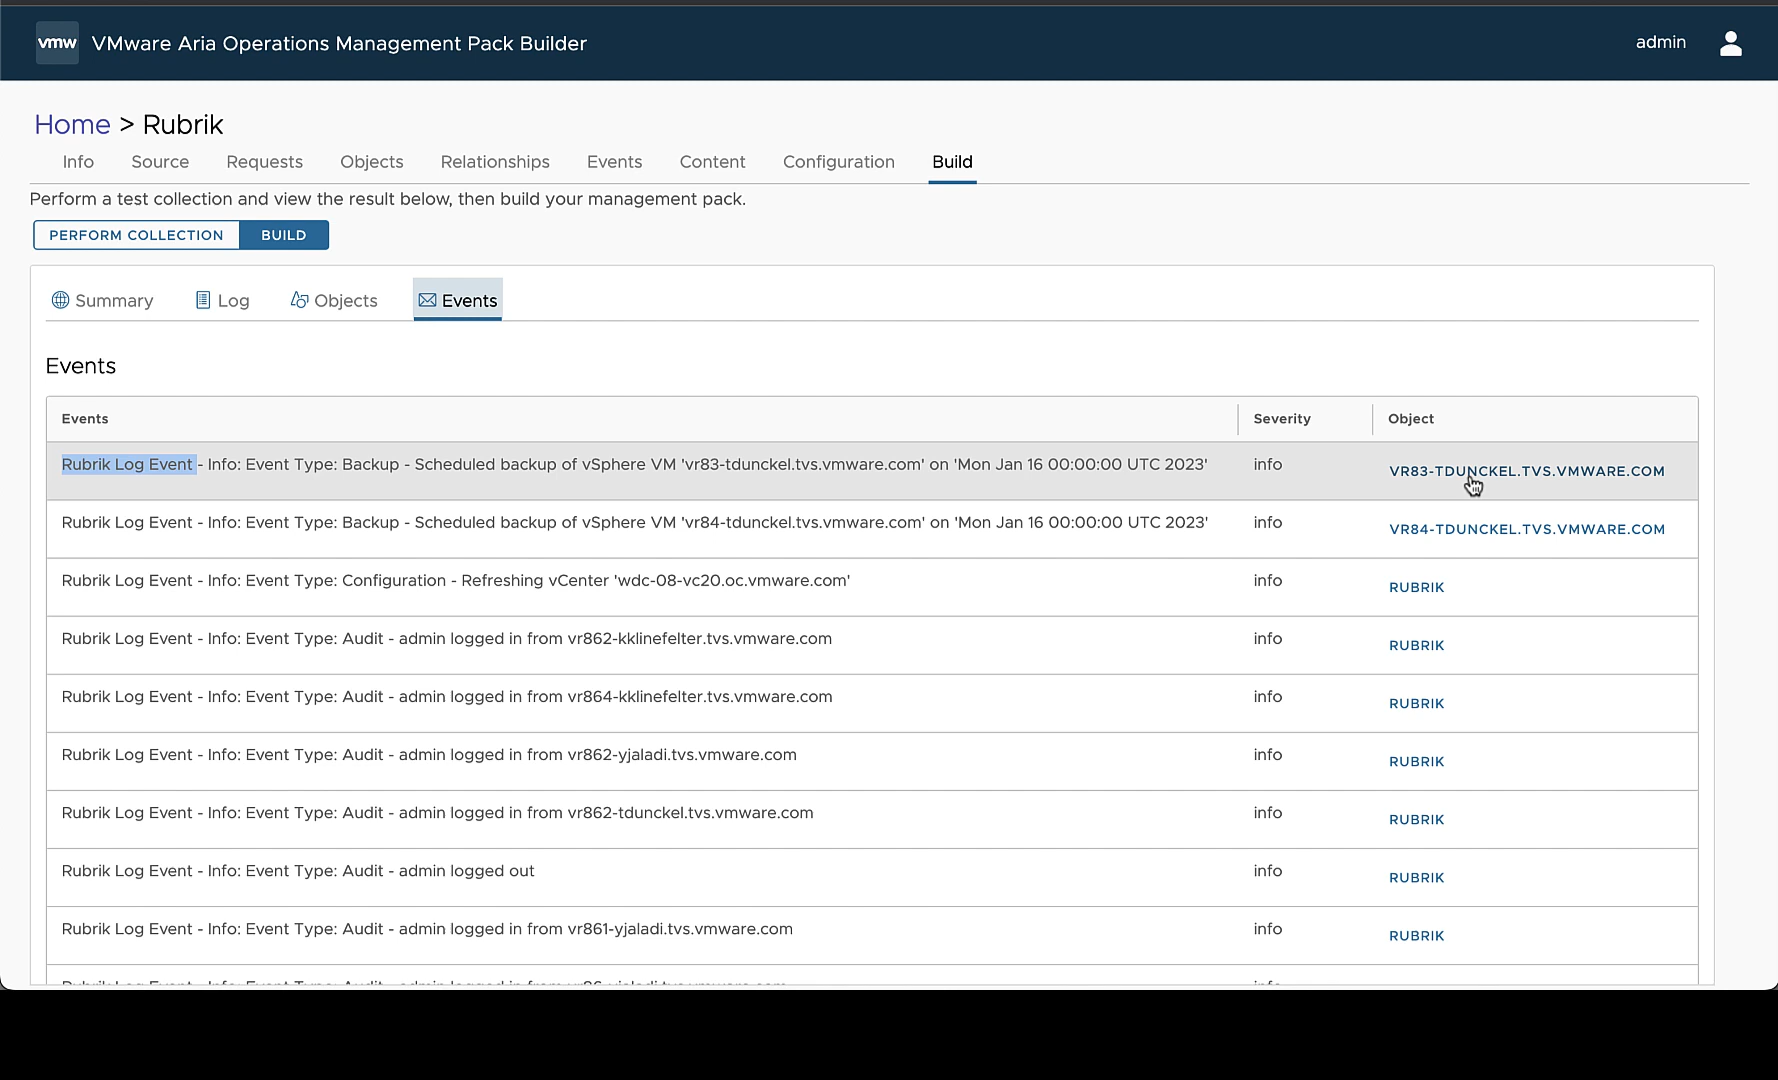 vmw VMware Aria Operations Management Pack Builder admin
Home > Rubrik
Info Source Requests Objects Relationships Events Content Configuration Build
Perform a test collection and view the result below, then build your management pack.
PERFORM COLLECTION BUILD
Summary Log Objects Events
Events
Events Severity Object
Rubrik Log Event - Info: Event Type: Backup - Scheduled backup of vSphere VM 'vr83-tdunckel.tvs.vmware.com' on 'Mon Jan 16 00:00:00 UTC 2023' info VR83-TDUNCKEL.TVS.VMWARE.COM
Rubrik Log Event - Info: Event Type: Backup - Scheduled backup of vSphere VM 'vr84-tdunckel.tvs.vmware.com' on 'Mon Jan 16 00:00:00 UTC 2023' info VR84-TDUNCKEL.TVS.VMWARE.COM
Rubrik Log Event - Info: Event Type: Configuration - Refreshing vCenter 'wdc-08-vc20.oc.vmware.com' info RUBRIK
Rubrik Log Event - Info: Event Type: Audit - admin logged in from vr862-kklinefelter.tvs.vmware.com info RUBRIK
Rubrik Log Event - Info: Event Type: Audit - admin logged in from vr864-kklinefelter.tvs.vmware.com info RUBRIK
Rubrik Log Event - Info: Event Type: Audit - admin logged in from vr862-yjaladi.tvs.vmware.com info RUBRIK
Rubrik Log Event - Info: Event Type: Audit - admin logged in from vr862-tdunckel.tvs.vmware.com info RUBRIK
Rubrik Log Event - Info: Event Type: Audit - admin logged out info RUBRIK
Rubrik Log Event - Info: Event Type: Audit - admin logged in from vr861-yjaladi.tvs.vmware.com info RUBRIK